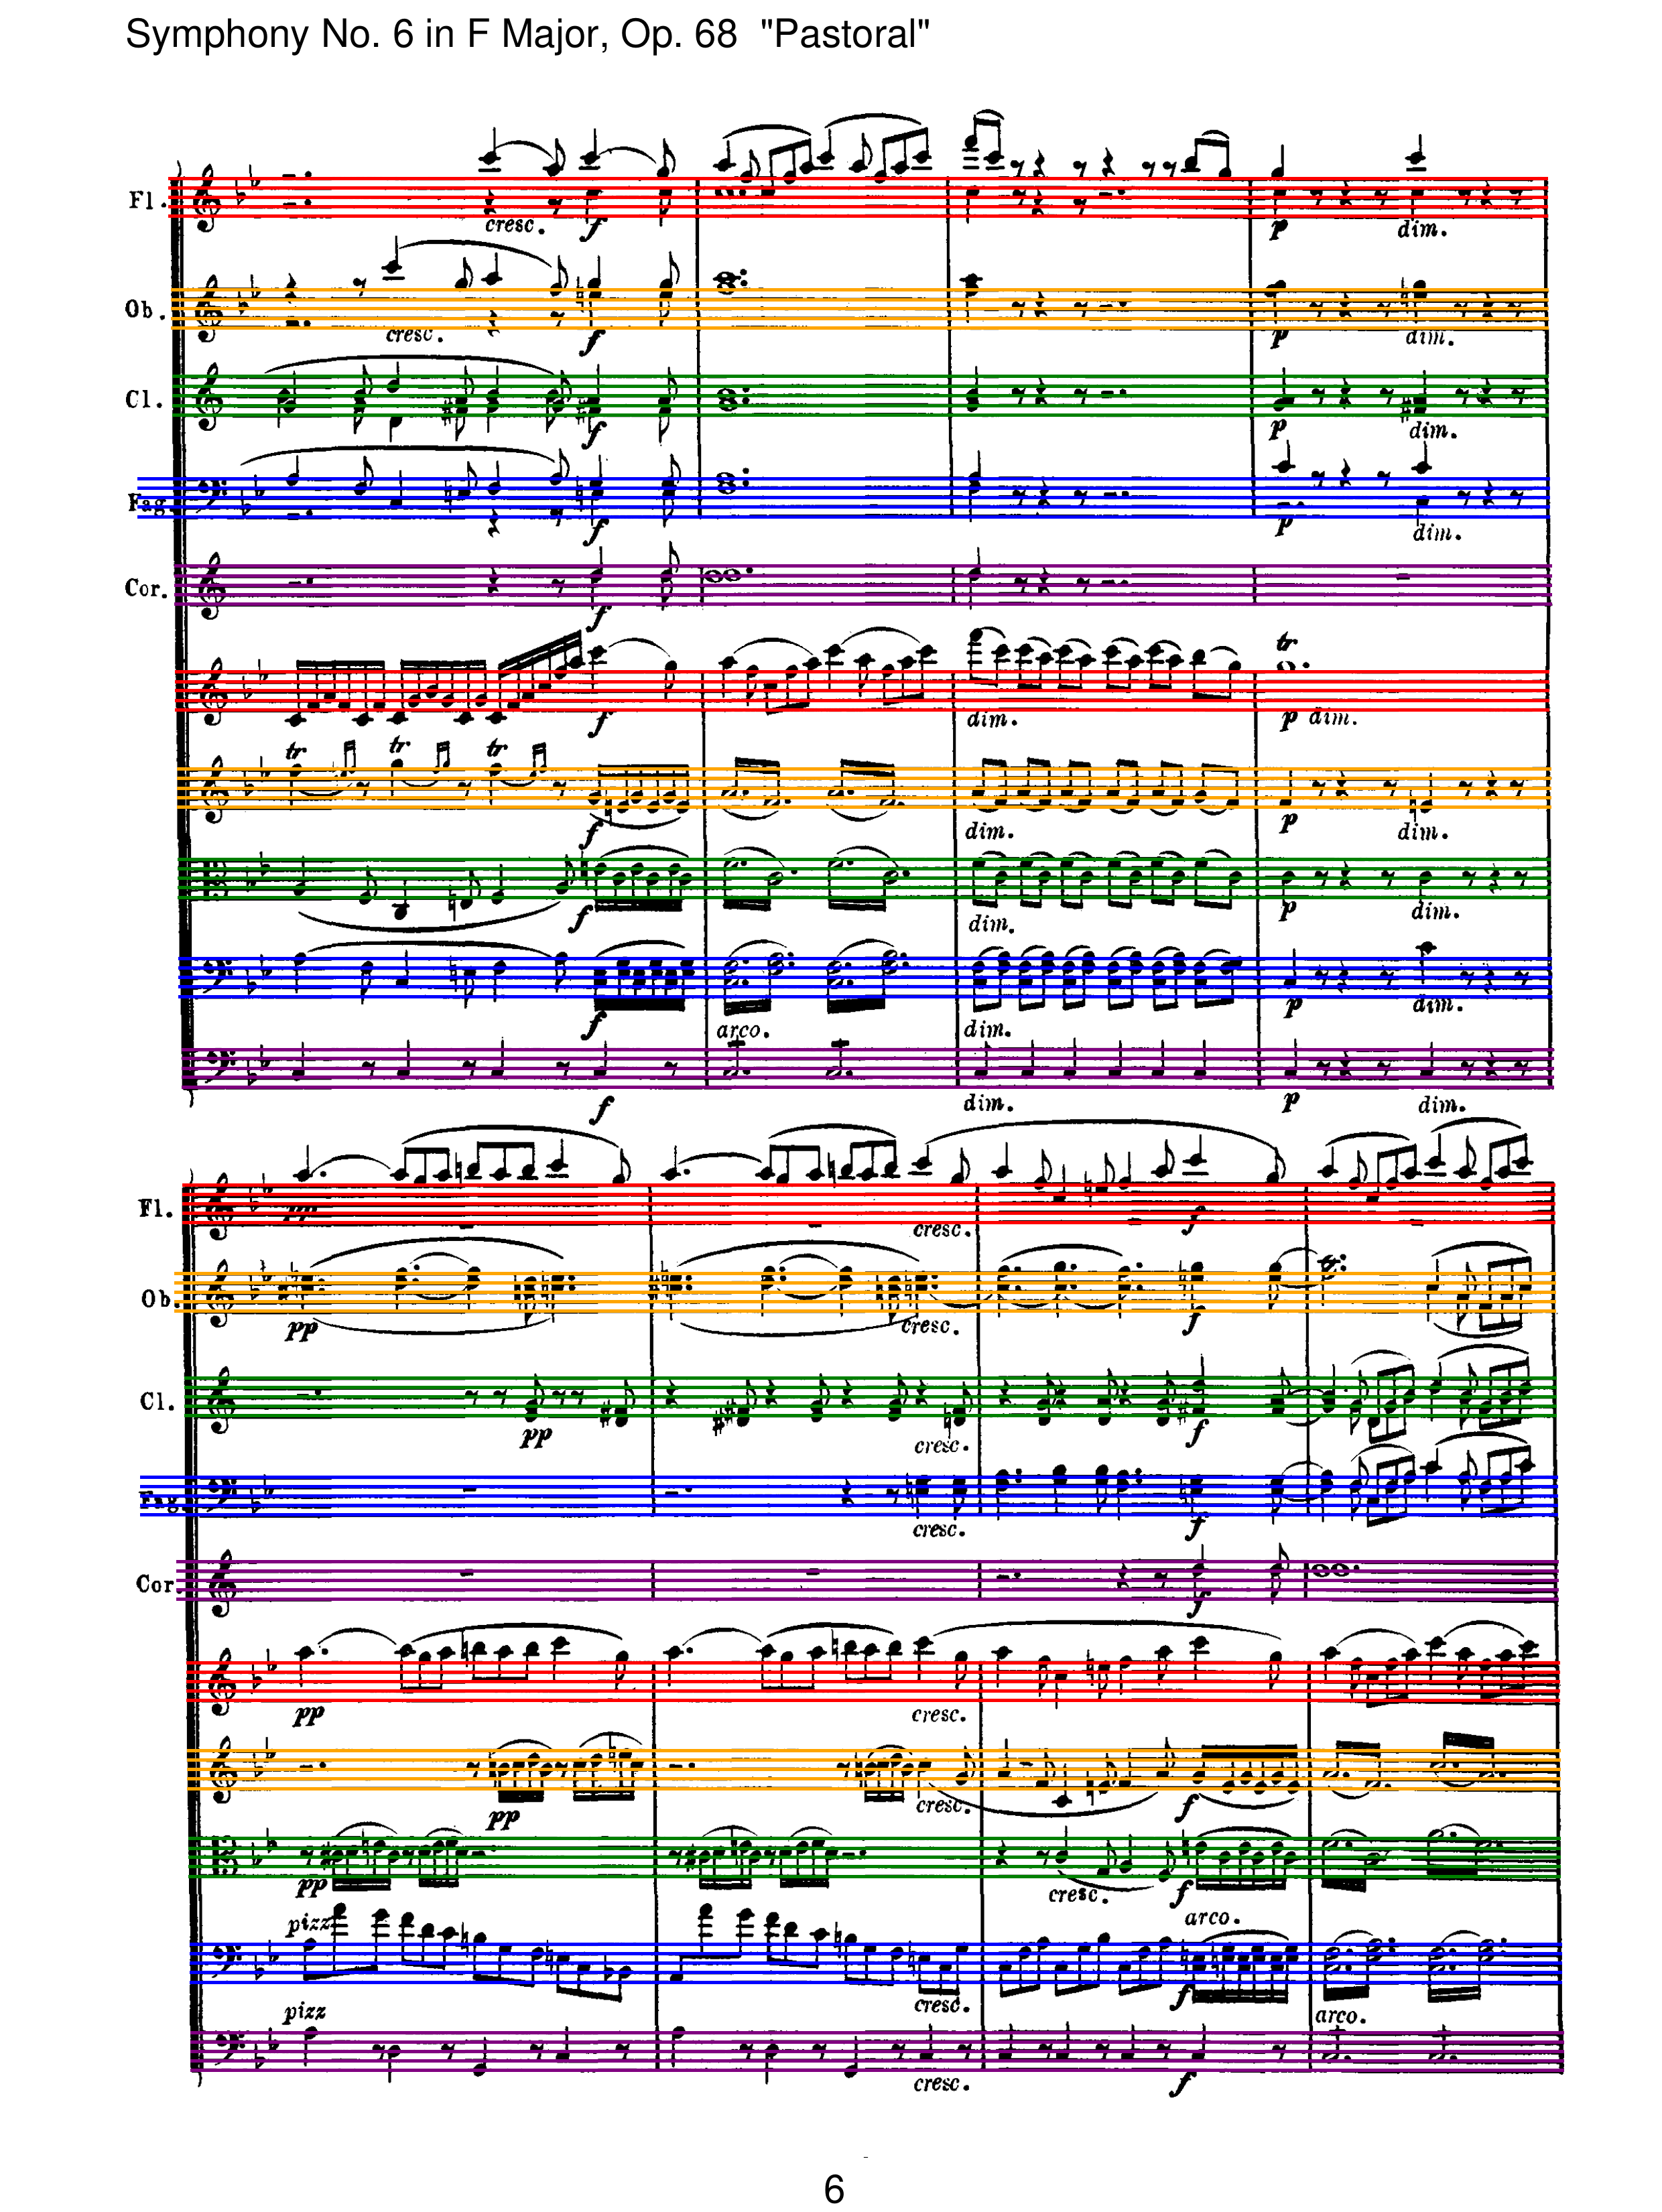 Symphony No. 6 in F Major, Op. 68 "Pastoral"
Fl.
cresc. f p dim.
Ob.
cresc. f p dim.
Cl.
f p dim.
Fag.
f p dim.
Cor.
f
tr
f dim. p dim.
tr tr tr
f dim. p dim.
f dim. p dim.
f arco. dim. p dim.
f dim. p dim.
Fl.
pp cresc. f
Ob.
pp cresc. f
Cl.
pp cresc. f
Fag.
cresc. f
Cor.
f
pp cresc.
pp cresc. f
pp cresc. f
pizz arco.
cresc. f
pizz arco.
cresc. f
6